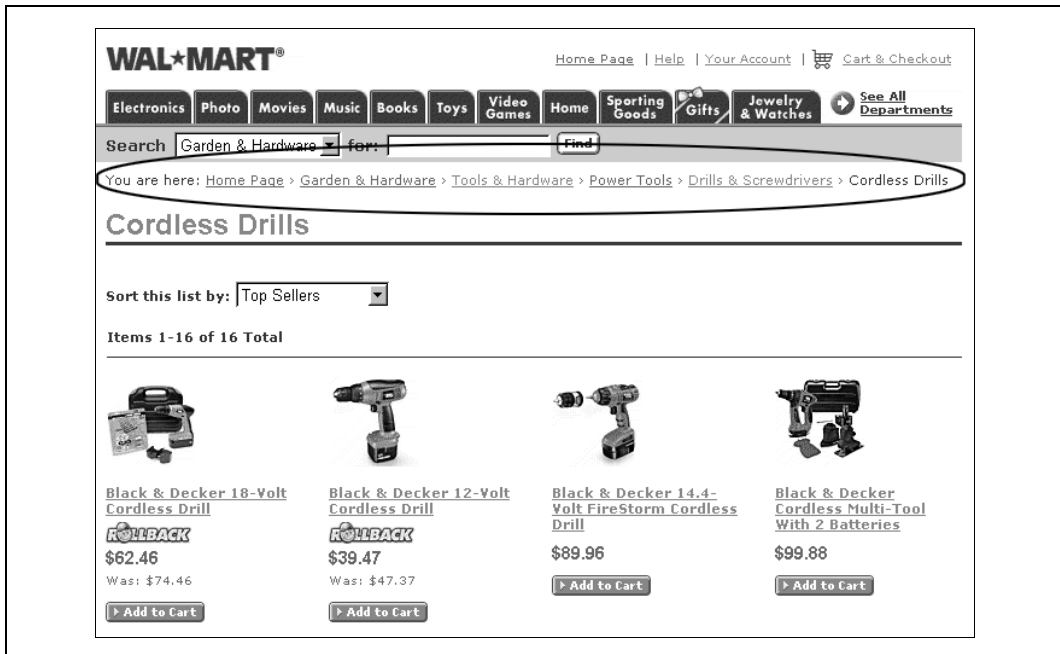 WAL★MART®
Home Page | Help | Your Account | Cart & Checkout
Electronics Photo Movies Music Books Toys Video Games Home Sporting Goods Gifts Jewelry & Watches See All Departments
Search Garden & Hardware for: Find
You are here: Home Page > Garden & Hardware > Tools & Hardware > Power Tools > Drills & Screwdrivers > Cordless Drills
Cordless Drills
Sort this list by: Top Sellers
Items 1-16 of 16 Total
Black & Decker 18-Volt Cordless Drill
ROLLBACK
$62.46
Was: $74.46
Add to Cart
Black & Decker 12-Volt Cordless Drill
ROLLBACK
$39.47
Was: $47.37
Add to Cart
Black & Decker 14.4-Volt FireStorm Cordless Drill
$89.96
Add to Cart
Black & Decker Cordless Multi-Tool With 2 Batteries
$99.88
Add to Cart